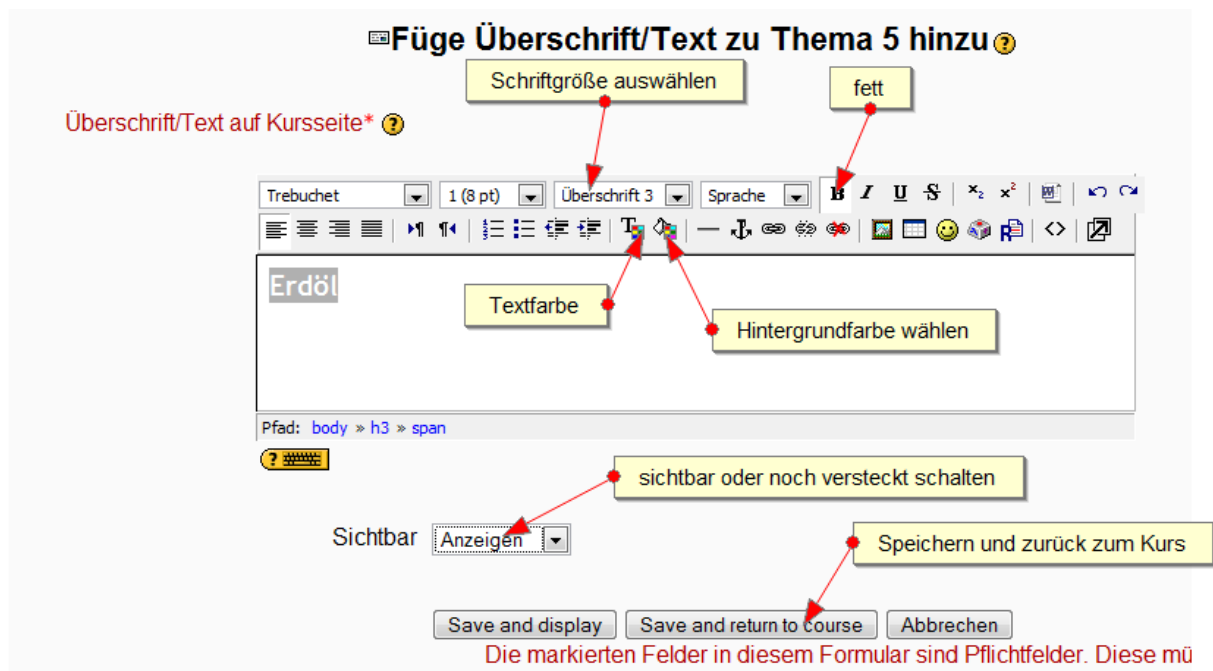 Füge Überschrift/Text zu Thema 5 hinzu
Schriftgröße auswählen
fett
Überschrift/Text auf Kursseite*
Trebuchet 1 (8 pt) Überschrift 3 Sprache B I U S x₂ x²
Erdöl
Textfarbe
Hintergrundfarbe wählen
Pfad: body » h3 » span
sichtbar oder noch versteckt schalten
Sichtbar Anzeigen
Speichern und zurück zum Kurs
Save and display Save and return to course Abbrechen
Die markierten Felder in diesem Formular sind Pflichtfelder. Diese mü